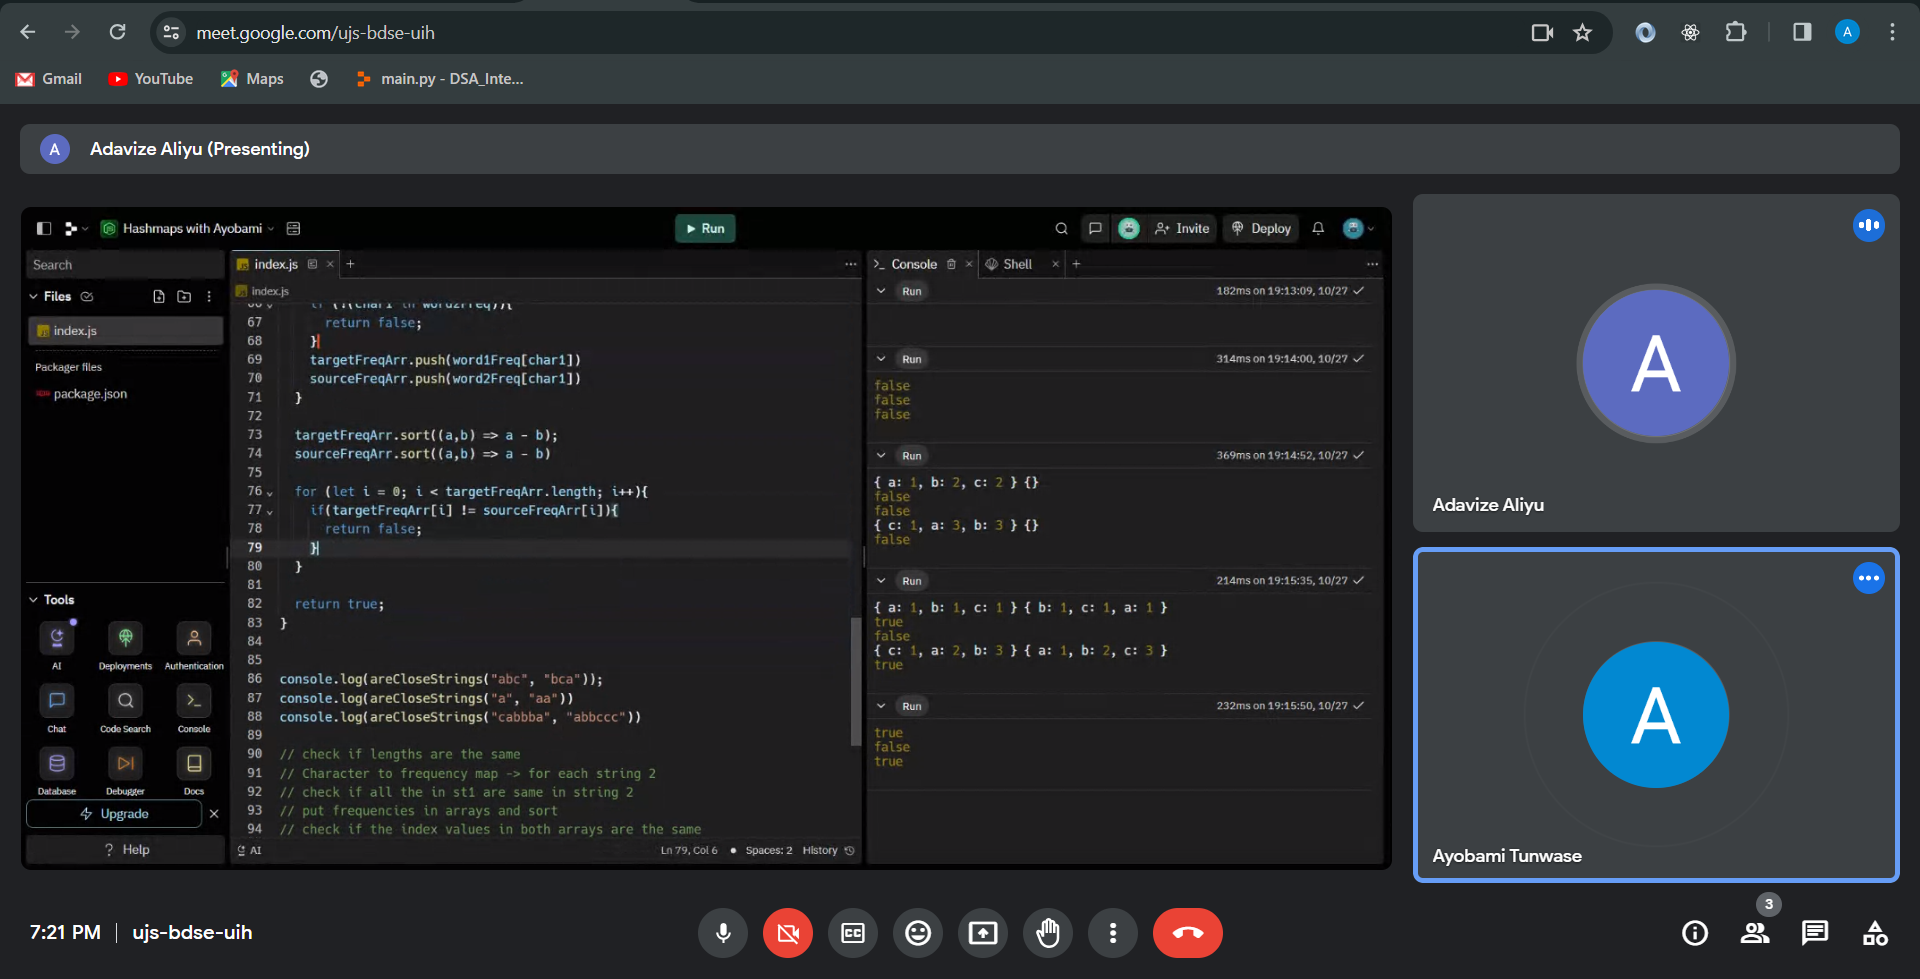 meet.google.com/ujs-bdse-uih
A
Gmail
YouTube
Maps
main.py - DSA_Inte...
A
Adavize Aliyu (Presenting)
Hashmaps with Ayobami
Run
Invite
Deploy
Search
Files
index.js
Packager files
package.json
Tools
AI
Deployments
Authentication
Chat
Code Search
Console
Database
Debugger
Docs
Upgrade
Help
index.js
index.js
66 if (!(char1 in word2Freq)){
67 return false;
68 }
69 targetFreqArr.push(word1Freq[char1])
70 sourceFreqArr.push(word2Freq[char1])
71 }
72
73 targetFreqArr.sort((a,b) => a - b);
74 sourceFreqArr.sort((a,b) => a - b)
75
76 for (let i = 0; i < targetFreqArr.length; i++){
77 if(targetFreqArr[i] != sourceFreqArr[i]){
78 return false;
79 }
80 }
81
82 return true;
83 }
84
85
86 console.log(areCloseStrings("abc", "bca"));
87 console.log(areCloseStrings("a", "aa"))
88 console.log(areCloseStrings("cabbba", "abbccc"))
89
90 // check if lengths are the same
91 // Character to frequency map -> for each string 2
92 // check if all the in st1 are same in string 2
93 // put frequencies in arrays and sort
94 // check if the index values in both arrays are the same
AI
Ln 79, Col 6 • Spaces: 2 History
Console
Shell
Run 182ms on 19:13:09, 10/27
Run 314ms on 19:14:00, 10/27
false
false
false
Run 369ms on 19:14:52, 10/27
{ a: 1, b: 2, c: 2 } {}
false
false
{ c: 1, a: 3, b: 3 } {}
false
Run 214ms on 19:15:35, 10/27
{ a: 1, b: 1, c: 1 } { b: 1, c: 1, a: 1 }
true
false
{ c: 1, a: 2, b: 3 } { a: 1, b: 2, c: 3 }
true
Run 232ms on 19:15:50, 10/27
true
false
true
A
Adavize Aliyu
A
Ayobami Tunwase
7:21 PM | ujs-bdse-uih
CC
3